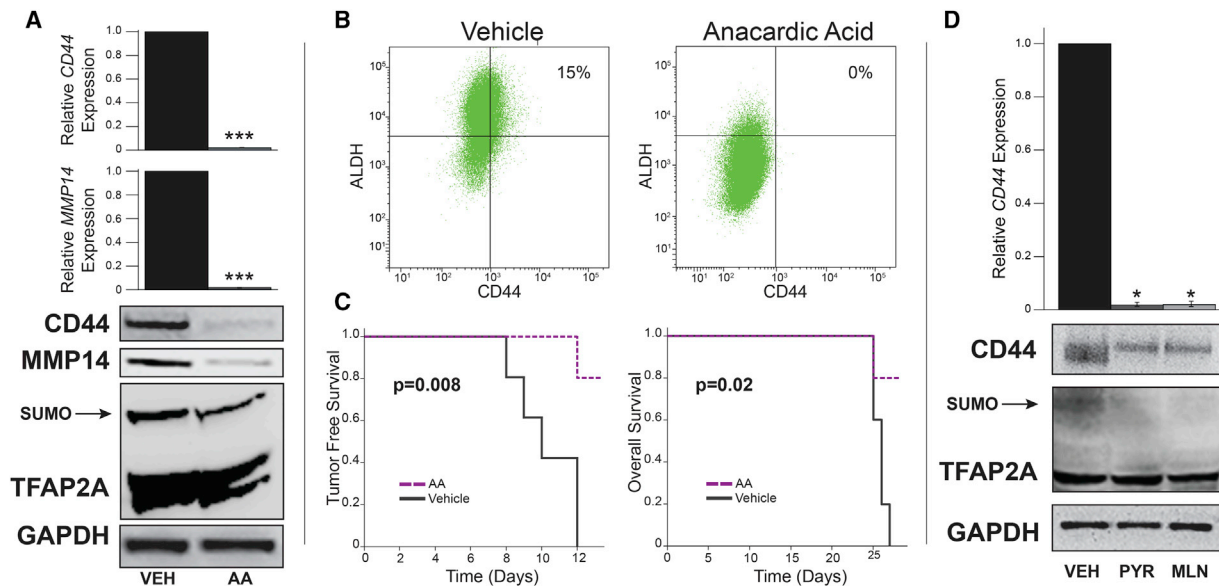 A
Relative CD44
Expression
1.0
0.8
0.6
0.4
0.2
0
***
Relative MMP14
Expression
1.0
0.8
0.6
0.4
0.2
0
***
CD44
MMP14
SUMO
TFAP2A
GAPDH
VEH AA
B
Vehicle
ALDH
10⁵
10⁴
10³
10²
10¹
15%
10¹ 10² 10³ 10⁴ 10⁵
CD44
Anacardic Acid
ALDH
10⁵
10⁴
10³
10²
10¹
0%
10¹ 10² 10³ 10⁴ 10⁵
CD44
C
Tumor Free Survival
1.0
0.8
0.6
0.4
0.2
0
p=0.008
AA
Vehicle
0 2 4 6 8 10 12
Time (Days)
Overall Survival
1.0
0.8
0.6
0.4
0.2
0
p=0.02
AA
Vehicle
0 5 10 15 20 25
Time (Days)
D
Relative CD44 Expression
1.0
0.8
0.6
0.4
0.2
0
* *
CD44
SUMO
TFAP2A
GAPDH
VEH PYR MLN